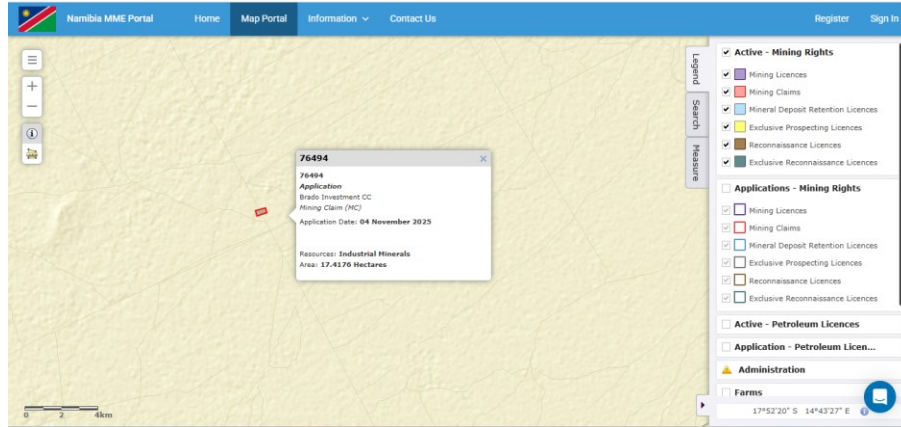 Namibia MME Portal
Home
Map Portal
Information
Contact Us
Register
Sign In
Legend
Search
Measure
76494
76494
Application
Brado Investment CC
Mining Claim (MC)
Application Date: 04 November 2025
Resources: Industrial Minerals
Area: 17.4176 Hectares
0 2 4km
Active - Mining Rights
Mining Licences
Mining Claims
Mineral Deposit Retention Licences
Exclusive Prospecting Licences
Reconnaissance Licences
Exclusive Reconnaissance Licences
Applications - Mining Rights
Mining Licences
Mining Claims
Mineral Deposit Retention Licences
Exclusive Prospecting Licences
Reconnaissance Licences
Exclusive Reconnaissance Licences
Active - Petroleum Licences
Application - Petroleum Licen...
Administration
Farms
17°52'20" S 14°43'27" E